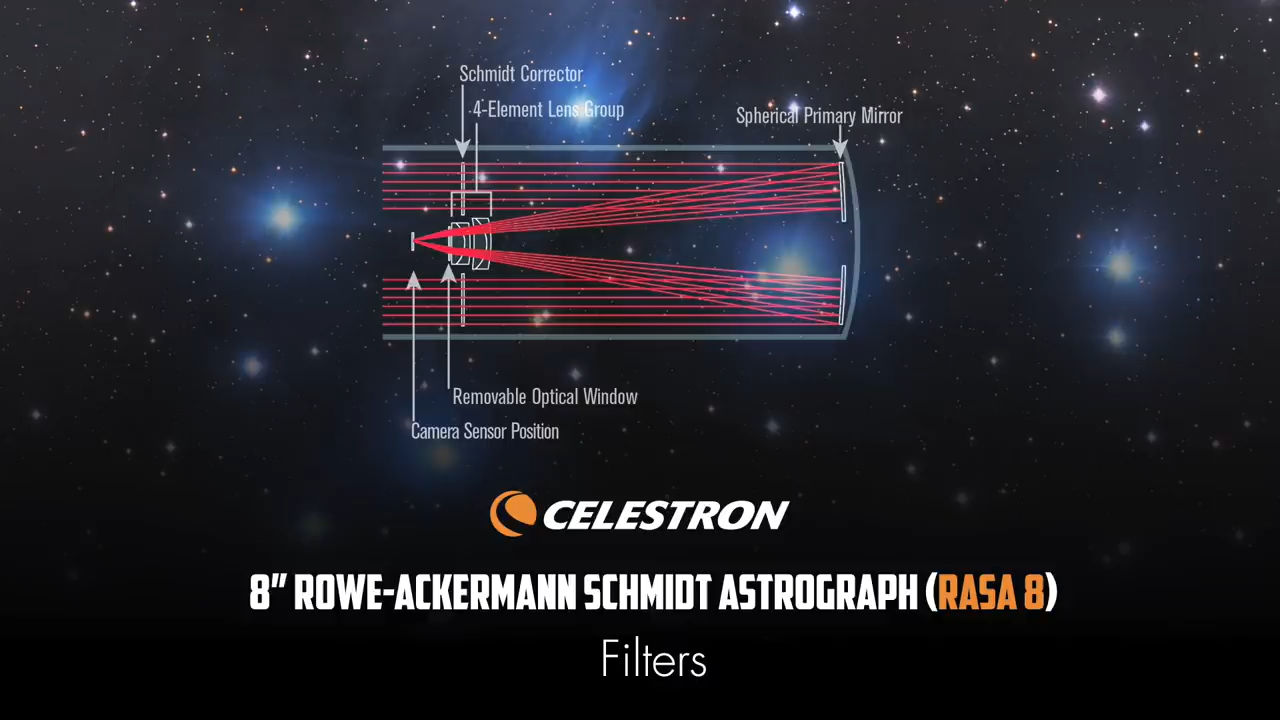 Schmidt Corrector
4-Element Lens Group
Spherical Primary Mirror
Removable Optical Window
Camera Sensor Position
CELESTRON
8" ROWE-ACKERMANN SCHMIDT ASTROGRAPH (RASA 8)
Filters